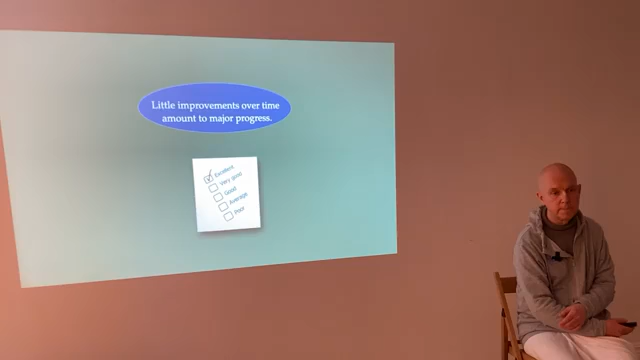 Little improvements over time
amount to major progress.
Excellent
Very good
Good
Average
Poor